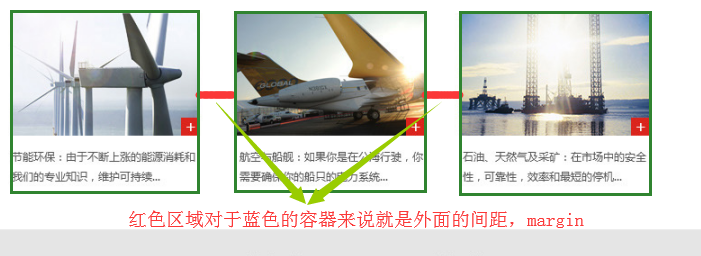 节能环保：由于不断上涨的能源消耗和
我们的专业知识，维护可持续...
GLOBAL
航空与船舰：如果你是在公海行驶，你
需要确保你的船只的电力系统...
石油、天然气及采矿：在市场中的安全
性，可靠性，效率和最短的停机...
红色区域对于蓝色的容器来说就是外面的间距，margin